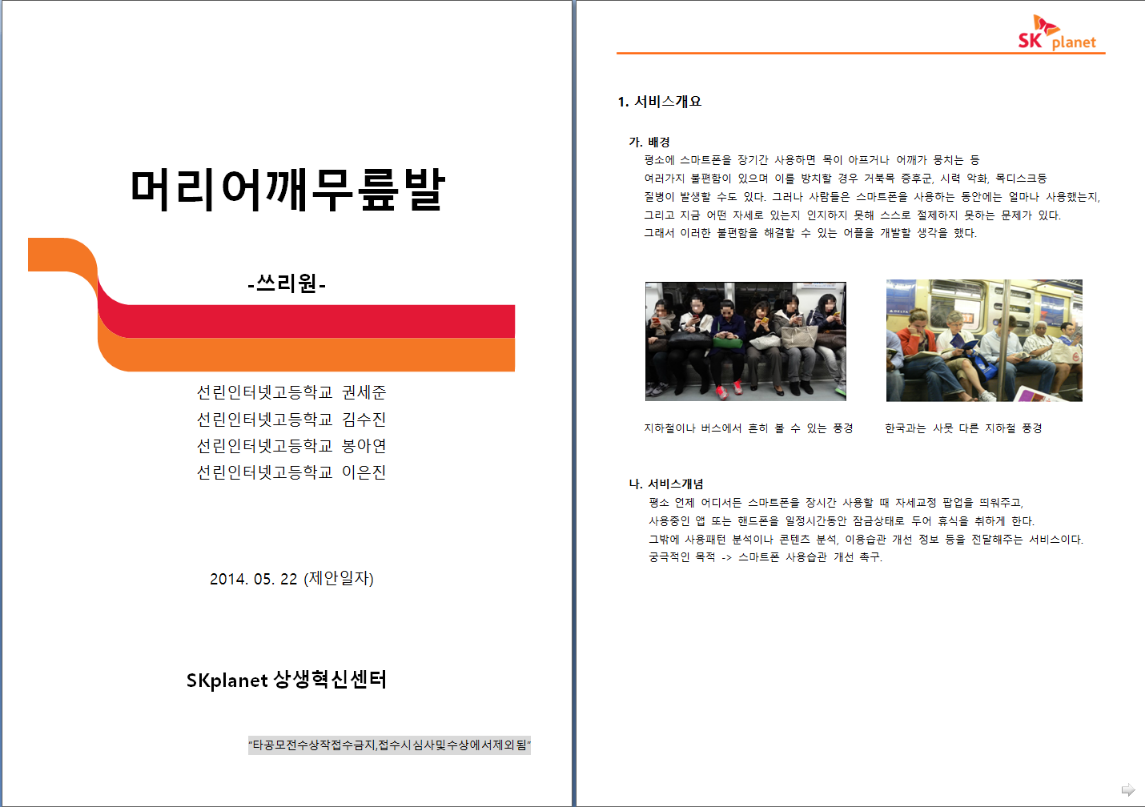 머리어깨무릎발
-쓰리원-
선린인터넷고등학교 권세준
선린인터넷고등학교 김수진
선린인터넷고등학교 봉아연
선린인터넷고등학교 이은진
2014. 05. 22 (제안일자)
SKplanet 상생혁신센터
"타공모전수상작접수금지,접수시심사및수상에서제외됨"
SK planet
1. 서비스개요
가. 배경
평소에 스마트폰을 장기간 사용하면 목이 아프거나 어깨가 뭉치는 등
여러가지 불편함이 있으며 이를 방치할 경우 거북목 증후군, 시력 악화, 목디스크등
질병이 발생할 수도 있다. 그러나 사람들은 스마트폰을 사용하는 동안에는 얼마나 사용했는지,
그리고 지금 어떤 자세로 있는지 인지하지 못해 스스로 절제하지 못하는 문제가 있다.
그래서 이러한 불편함을 해결할 수 있는 어플을 개발할 생각을 했다.
지하철이나 버스에서 흔히 볼 수 있는 풍경
한국과는 사뭇 다른 지하철 풍경
나. 서비스개념
평소 언제 어디서든 스마트폰을 장시간 사용할 때 자세교정 팝업을 띄워주고,
사용중인 앱 또는 핸드폰을 일정시간동안 잠금상태로 두어 휴식을 취하게 한다.
그밖에 사용패턴 분석이나 콘텐츠 분석, 이용습관 개선 정보 등을 전달해주는 서비스이다.
궁극적인 목적 -> 스마트폰 사용습관 개선 촉구.